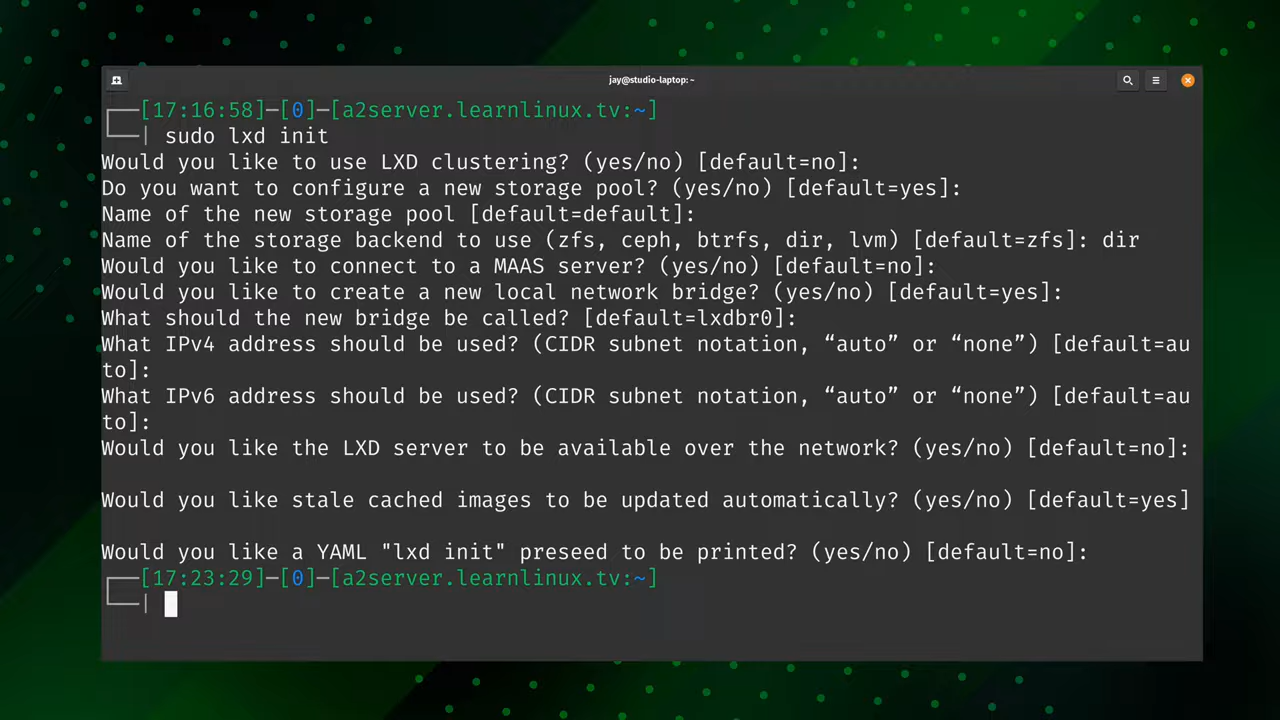 jay@studio-laptop: ~
┌──[17:16:58]─[0]─[a2server.learnlinux.tv:~]
└──| sudo lxd init
Would you like to use LXD clustering? (yes/no) [default=no]:
Do you want to configure a new storage pool? (yes/no) [default=yes]:
Name of the new storage pool [default=default]:
Name of the storage backend to use (zfs, ceph, btrfs, dir, lvm) [default=zfs]: dir
Would you like to connect to a MAAS server? (yes/no) [default=no]:
Would you like to create a new local network bridge? (yes/no) [default=yes]:
What should the new bridge be called? [default=lxdbr0]:
What IPv4 address should be used? (CIDR subnet notation, “auto” or “none”) [default=au
to]:
What IPv6 address should be used? (CIDR subnet notation, “auto” or “none”) [default=au
to]:
Would you like the LXD server to be available over the network? (yes/no) [default=no]:
Would you like stale cached images to be updated automatically? (yes/no) [default=yes]
Would you like a YAML "lxd init" preseed to be printed? (yes/no) [default=no]:
┌──[17:23:29]─[0]─[a2server.learnlinux.tv:~]
└──|